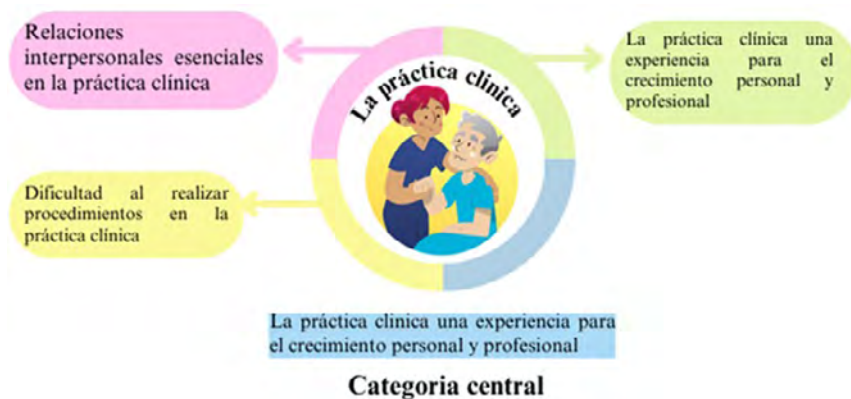 Relaciones
interpersonales esenciales
en la práctica clínica
La práctica clínica
La práctica clínica una
experiencia para el
crecimiento personal y
profesional
Dificultad al realizar
procedimientos en la
práctica clínica
La práctica clinica una experiencia para
el crecimiento personal y profesional
Categoria central